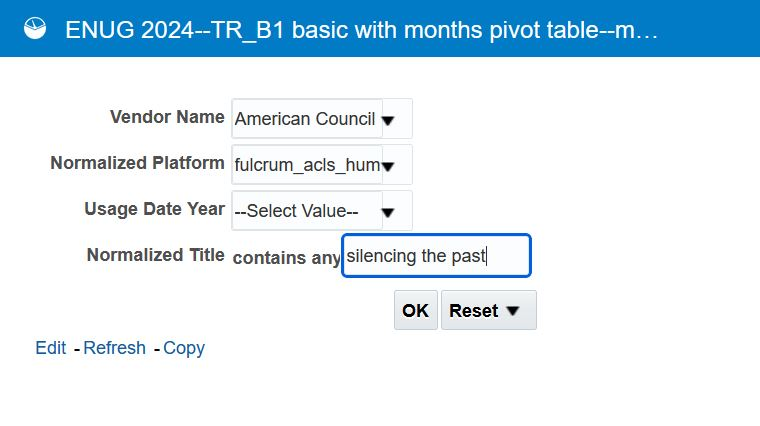 ENUG 2024--TR_B1 basic with months pivot table--m…
Vendor Name American Council
Normalized Platform fulcrum_acls_hum
Usage Date Year --Select Value--
Normalized Title contains any silencing the past
OK Reset
Edit - Refresh - Copy